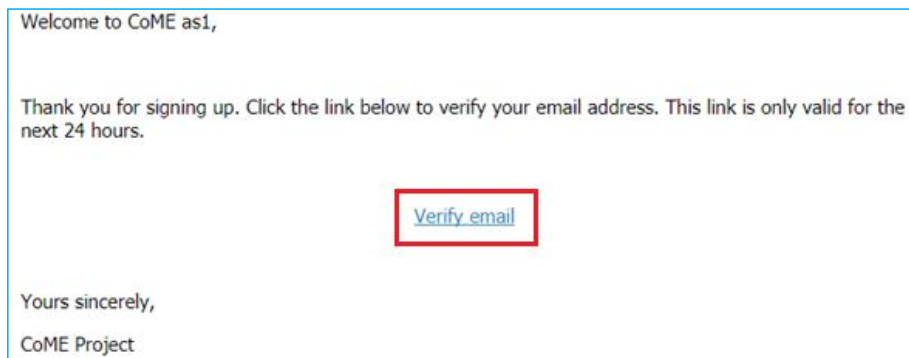 Welcome to CoME as1,
Thank you for signing up. Click the link below to verify your email address. This link is only valid for the
next 24 hours.
Verify email
Yours sincerely,
CoME Project